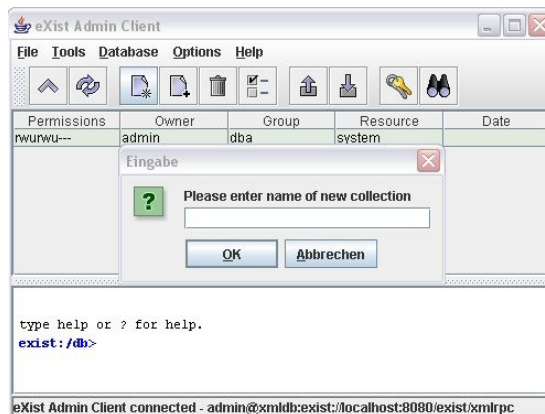 eXist Admin Client
File Tools Database Options Help
Permissions Owner Group Resource Date
rwurwu--- admin dba system
Eingabe
? Please enter name of new collection
OK Abbrechen
type help or ? for help.
exist:/db>
eXist Admin Client connected - admin@xmldb:exist://localhost:8080/exist/xmlrpc